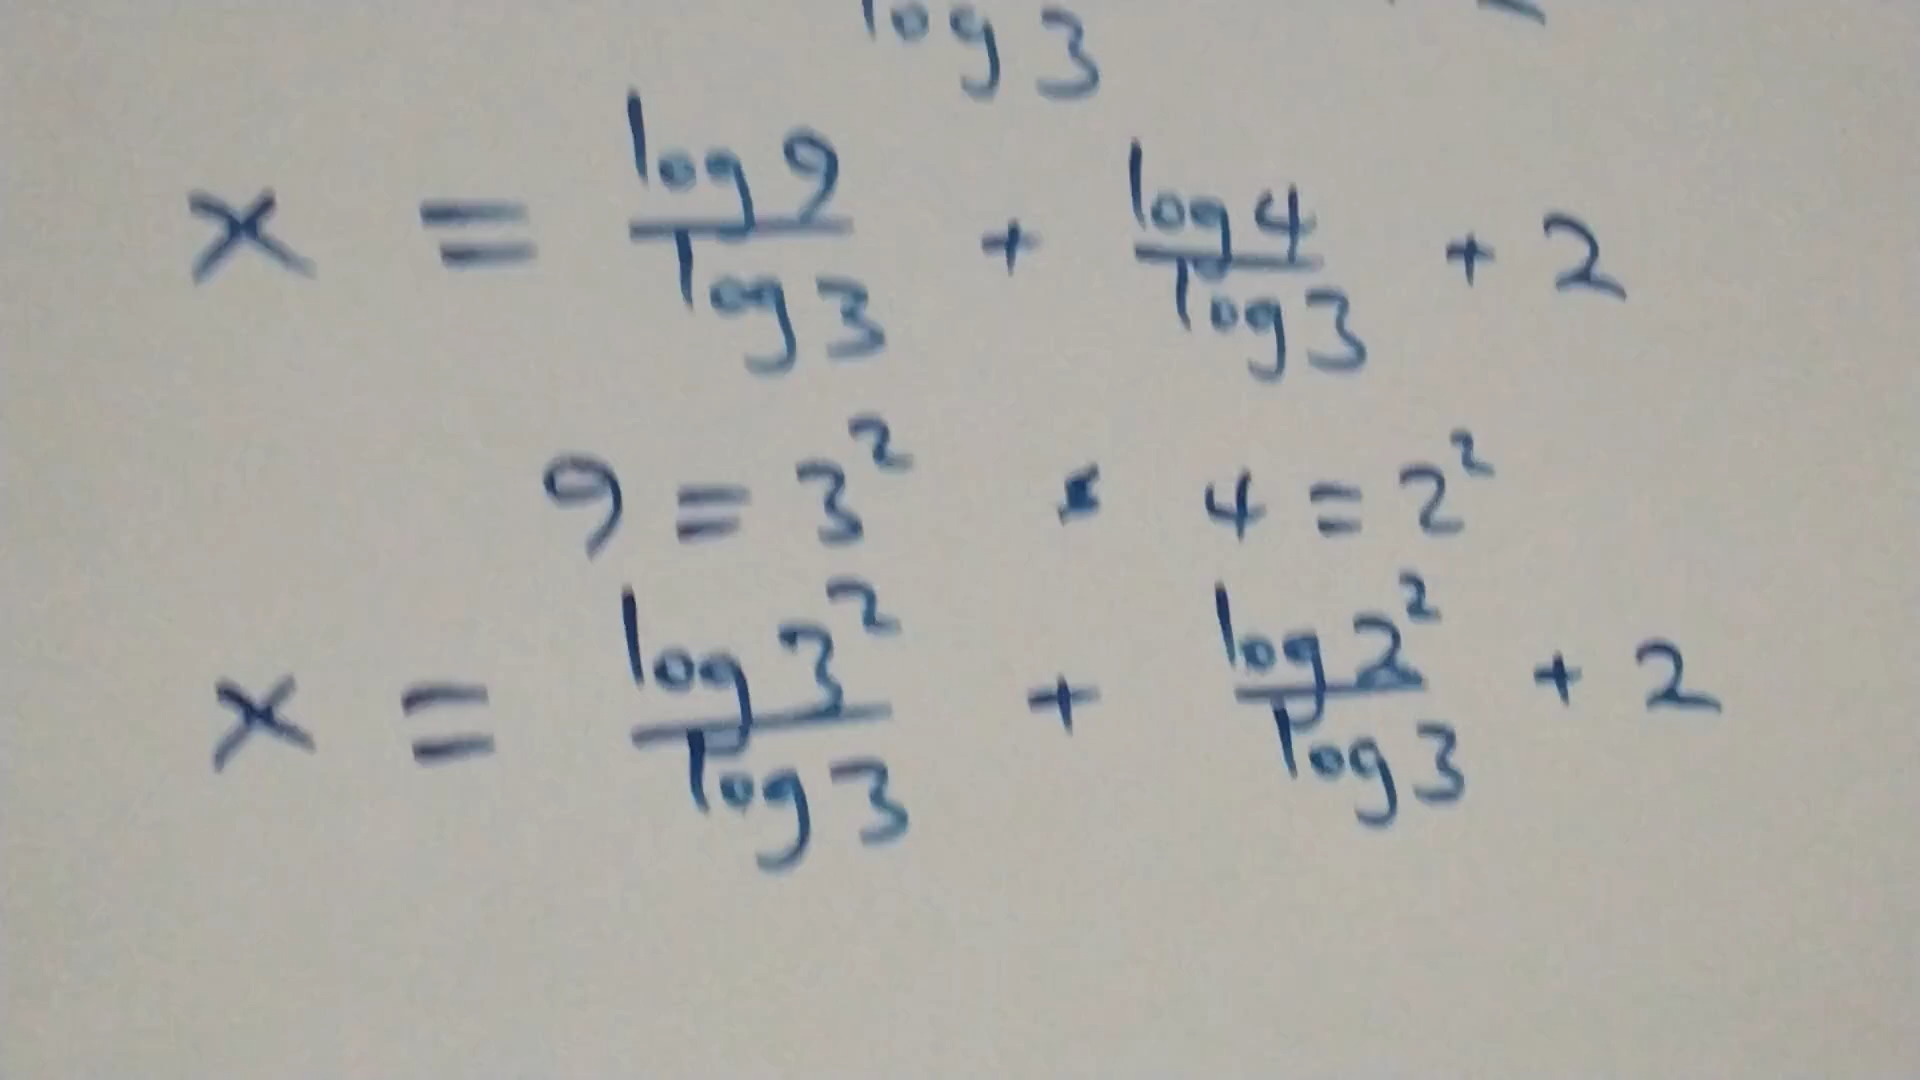 log 3
x = log 9 / log 3 + log 4 / log 3 + 2
9 = 3² • 4 = 2²
x = log 3² / log 3 + log 2² / log 3 + 2